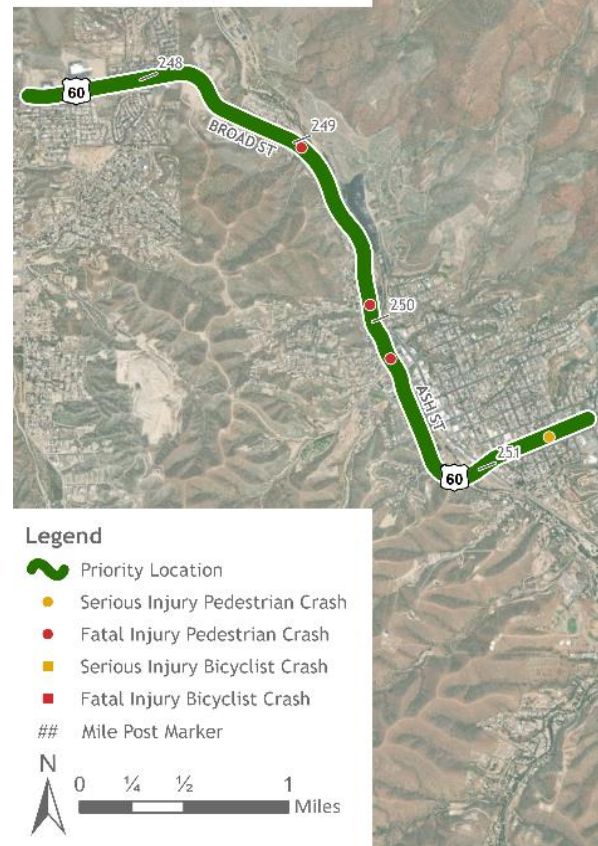 248
60
249
BROAD ST
250
ASH ST
251
60
Legend
Priority Location
Serious Injury Pedestrian Crash
Fatal Injury Pedestrian Crash
Serious Injury Bicyclist Crash
Fatal Injury Bicyclist Crash
## Mile Post Marker
N
0 ¼ ½ 1
Miles